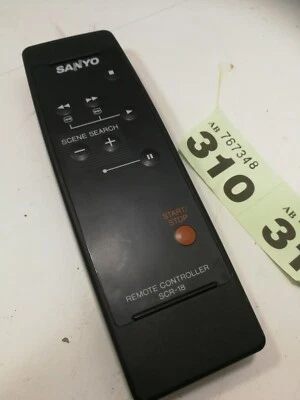 SANYO
SCENE SEARCH
START/
STOP
REMOTE CONTROLLER
SCR-18
AB 767348
310
AB
31